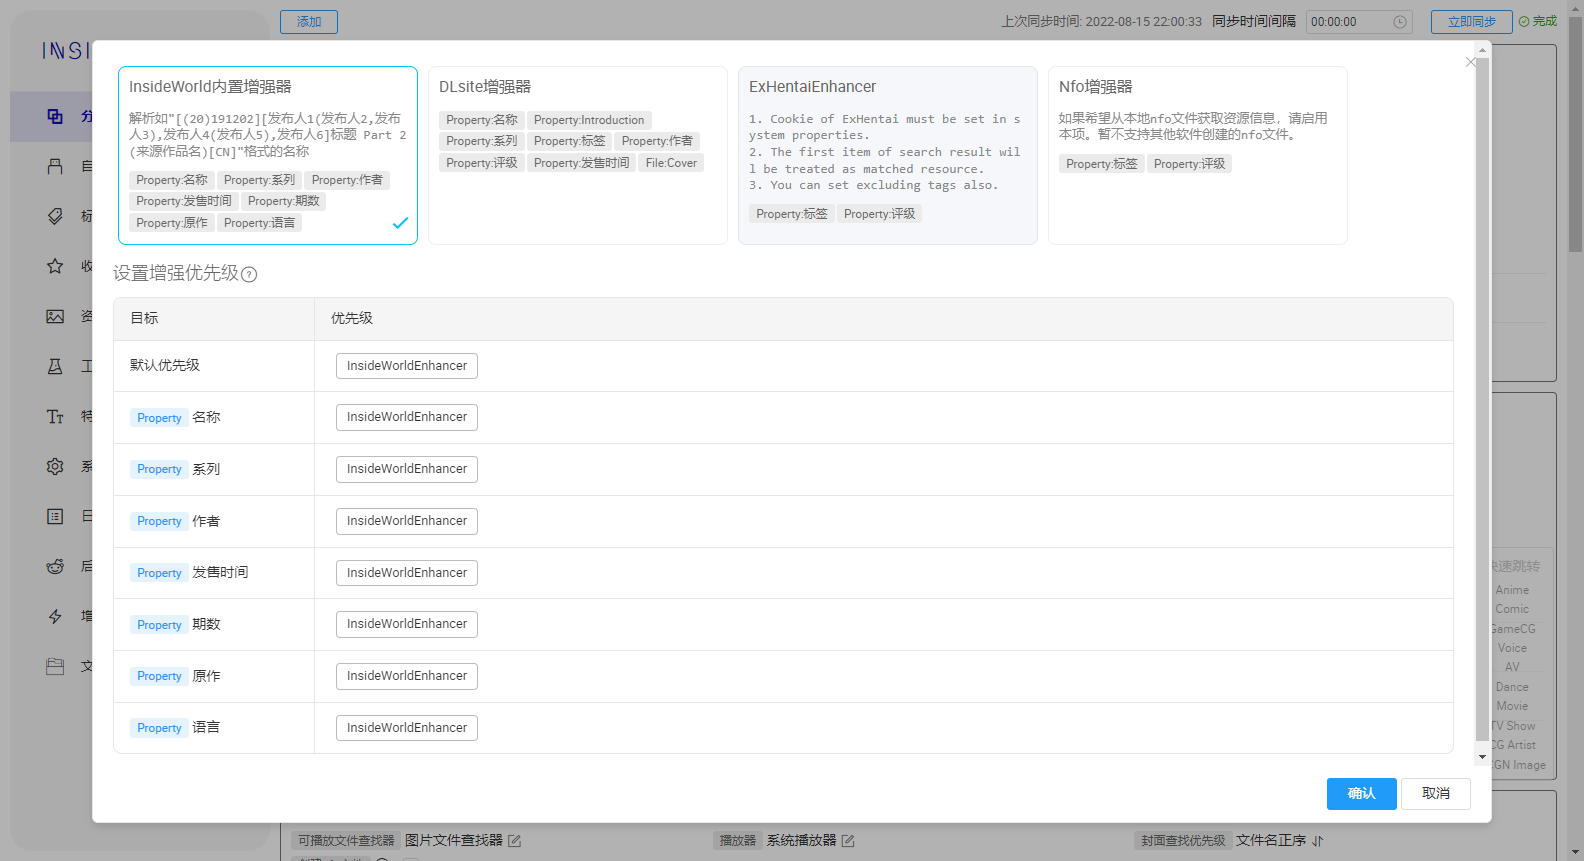 添加
上次同步时间: 2022-08-15 22:00:33 同步时间间隔 00:00:00 立即同步 完成
INSI
InsideWorld内置增强器
解析如"[(20)191202][发布人1(发布人2,发布
人3),发布人4(发布人5),发布人6]标题 Part 2
(来源作品名)[CN]"格式的名称
Property:名称 Property:系列 Property:作者
Property:发售时间 Property:期数
Property:原作 Property:语言
DLsite增强器
Property:名称 Property:Introduction
Property:系列 Property:标签 Property:作者
Property:评级 Property:发售时间 File:Cover
ExHentaiEnhancer
1. Cookie of ExHentai must be set in s
ystem properties.
2. The first item of search result wil
l be treated as matched resource.
3. You can set excluding tags also.
Property:标签 Property:评级
Nfo增强器
如果希望从本地nfo文件获取资源信息, 请启用
本项。暂不支持其他软件创建的nfo文件。
Property:标签 Property:评级
设置增强优先级
目标 优先级
默认优先级 InsideWorldEnhancer
Property 名称 InsideWorldEnhancer
Property 系列 InsideWorldEnhancer
Property 作者 InsideWorldEnhancer
Property 发售时间 InsideWorldEnhancer
Property 期数 InsideWorldEnhancer
Property 原作 InsideWorldEnhancer
Property 语言 InsideWorldEnhancer
确认 取消
分
自
标
收
资
工
特
系
日
后
增
文
快速跳转
Anime
Comic
GameCG
Voice
AV
Dance
Movie
TV Show
CG Artist
CGN Image
可播放文件查找器 图片文件查找器 播放器 系统播放器 封面查找优先级 文件名正序